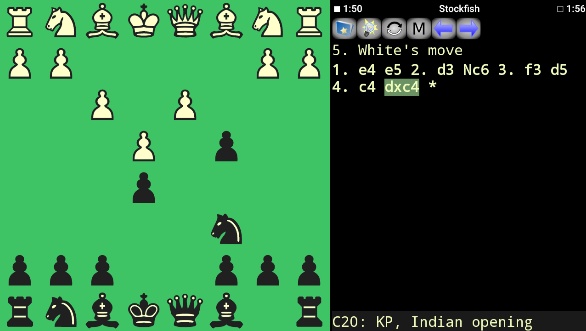 ■ 1:50 Stockfish □ 1:56
M
5. White's move
1. e4 e5 2. d3 Nc6 3. f3 d5
4. c4 dxc4 *
C20: KP, Indian opening